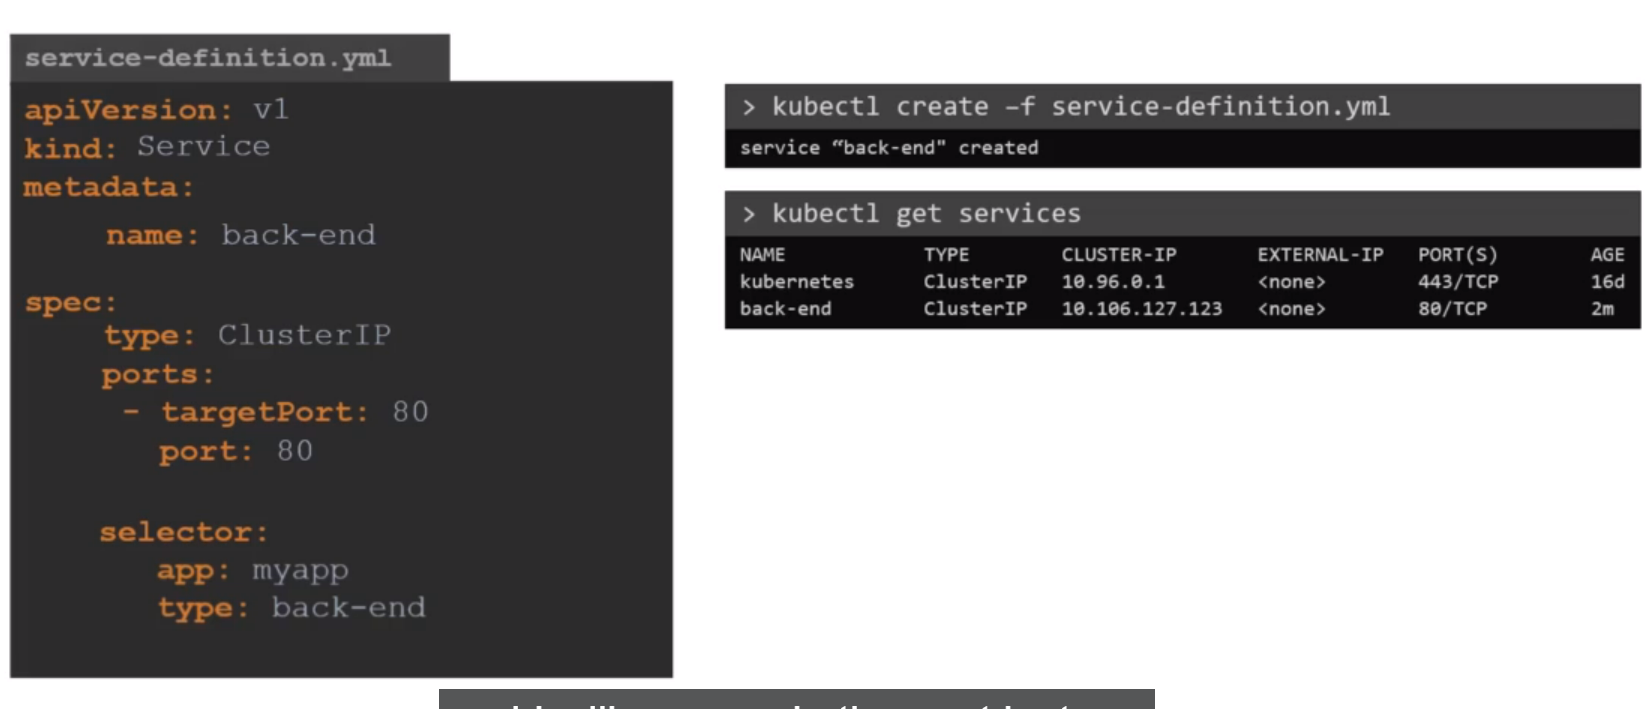 service-definition.yml
apiVersion: v1
kind: Service
metadata:
name: back-end
spec:
type: ClusterIP
ports:
- targetPort: 80
port: 80
selector:
app: myapp
type: back-end
> kubectl create –f service-definition.yml
service “back-end" created
> kubectl get services
NAME TYPE CLUSTER-IP EXTERNAL-IP PORT(S) AGE
kubernetes ClusterIP 10.96.0.1 <none> 443/TCP 16d
back-end ClusterIP 10.106.127.123 <none> 80/TCP 2m